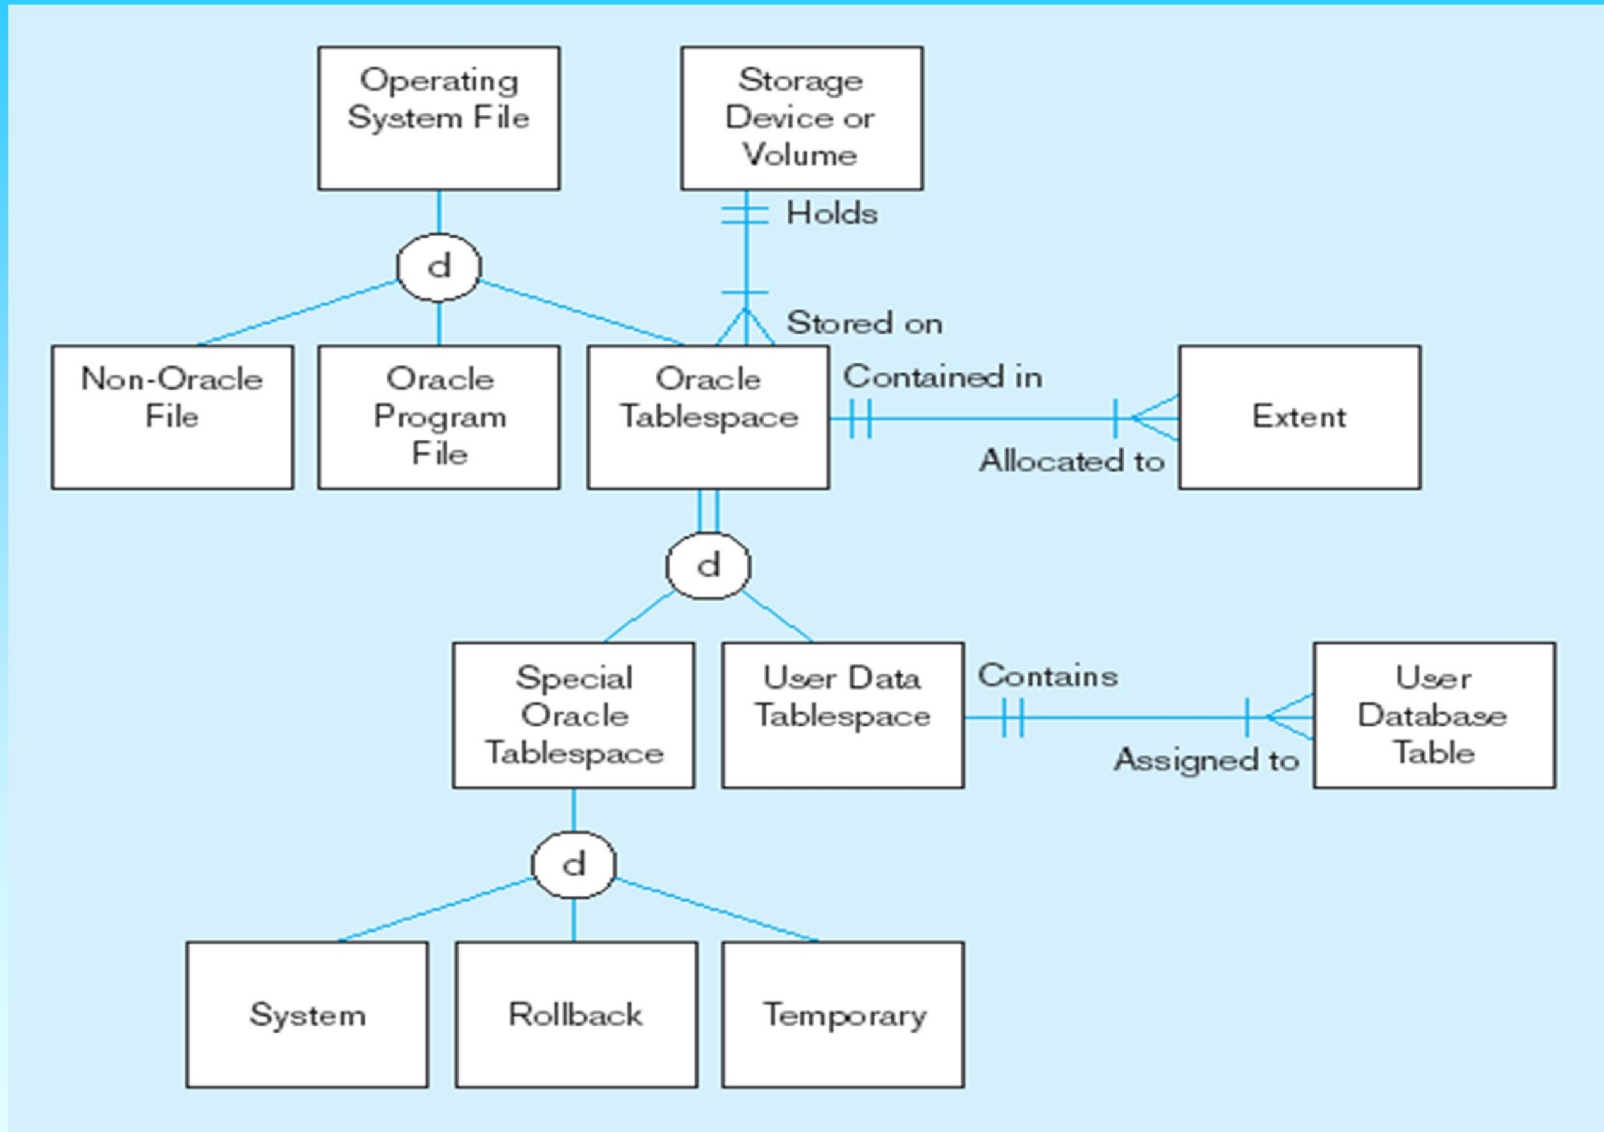 Operating
System File
Storage
Device or
Volume
Holds
d
Stored on
Non-Oracle
File
Oracle
Program
File
Oracle
Tablespace
Contained in
Allocated to
Extent
d
Special
Oracle
Tablespace
User Data
Tablespace
Contains
Assigned to
User
Database
Table
d
System
Rollback
Temporary